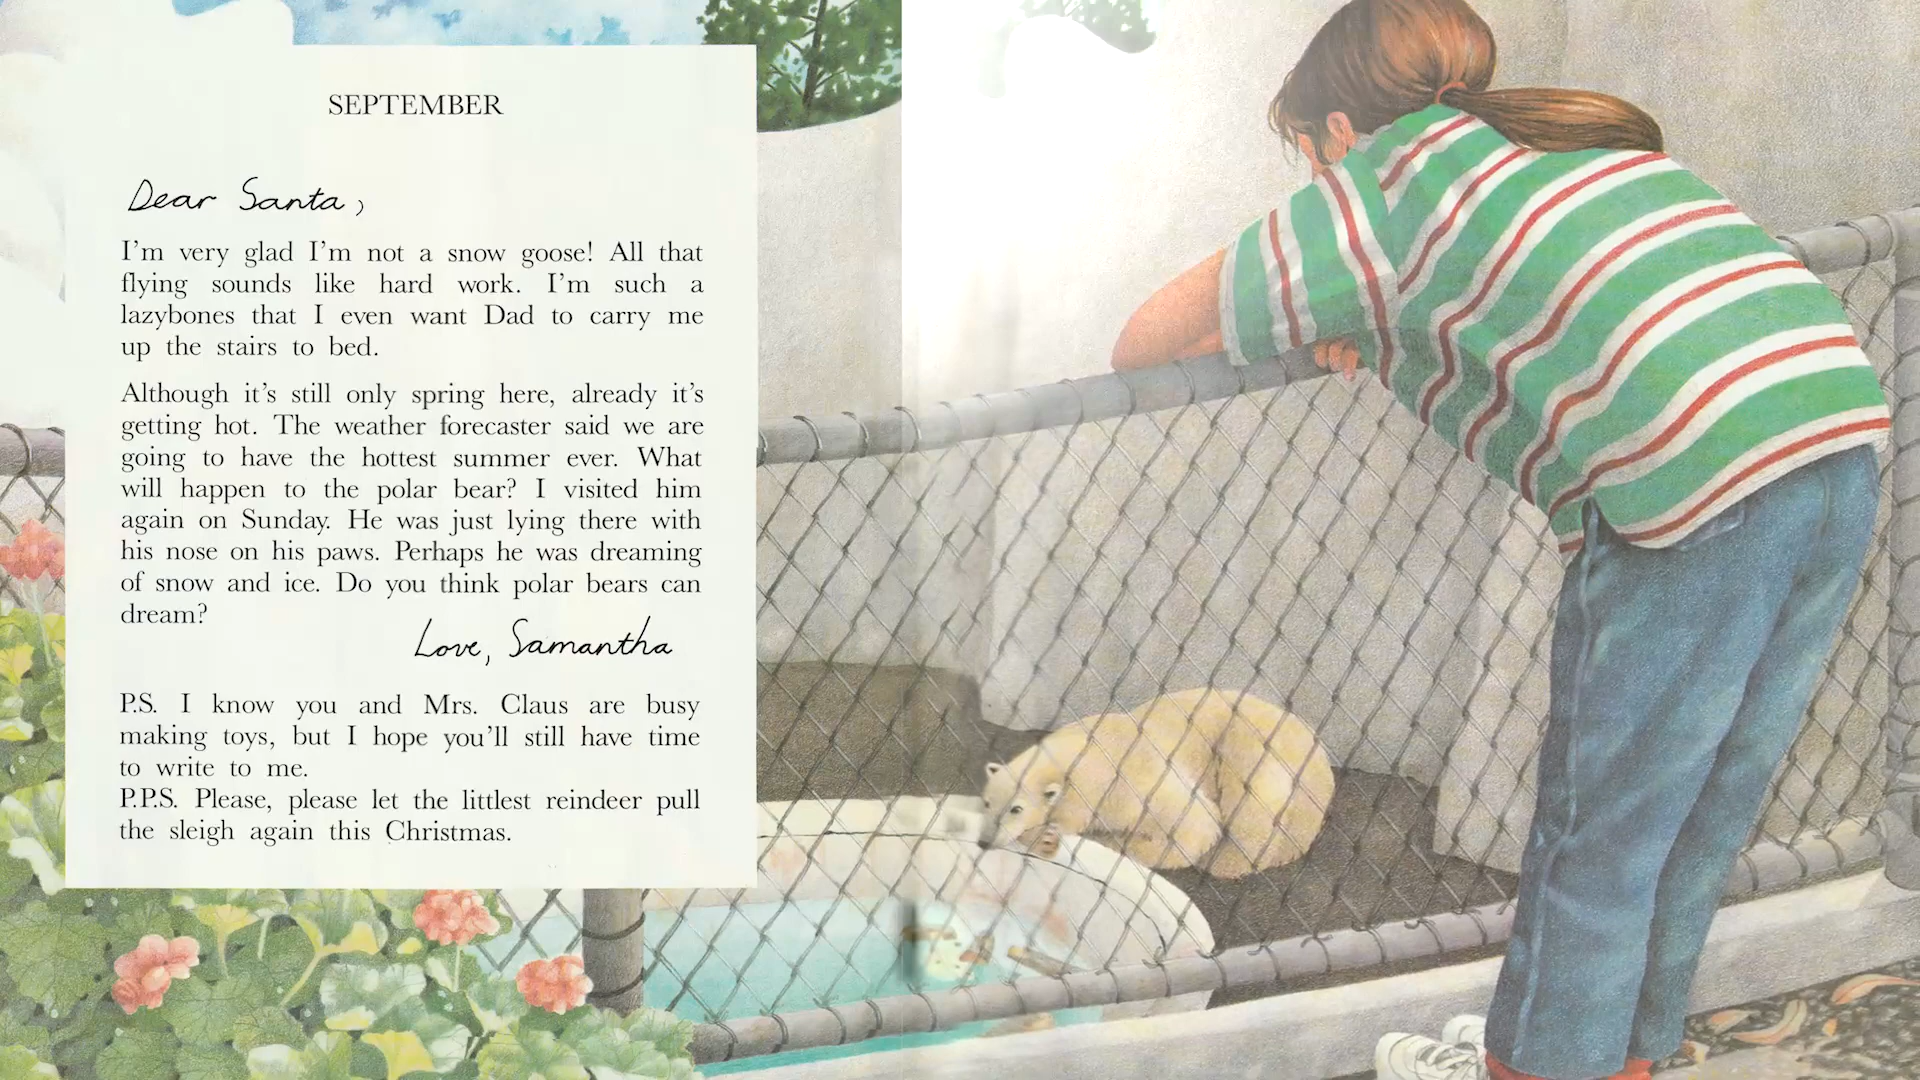 SEPTEMBER
Dear Santa,
I'm very glad I'm not a snow goose! All that
flying sounds like hard work. I'm such a
lazybones that I even want Dad to carry me
up the stairs to bed.
Although it's still only spring here, already it's
getting hot. The weather forecaster said we are
going to have the hottest summer ever. What
will happen to the polar bear? I visited him
again on Sunday. He was just lying there with
his nose on his paws. Perhaps he was dreaming
of snow and ice. Do you think polar bears can
dream?
Love, Samantha
P.S. I know you and Mrs. Claus are busy
making toys, but I hope you'll still have time
to write to me.
P.P.S. Please, please let the littlest reindeer pull
the sleigh again this Christmas.